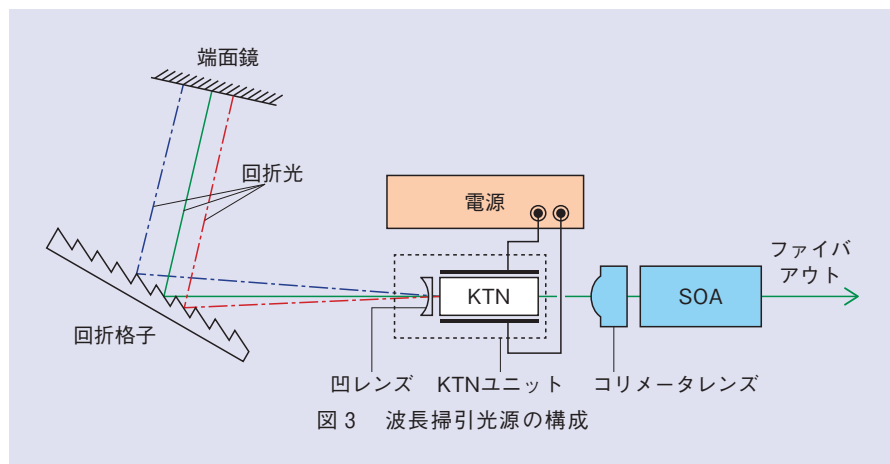 端面鏡
回折光
電源
ファイバ
アウト
KTN
SOA
回折格子
凹レンズ
KTNユニット
コリメータレンズ
図3 波長掃引光源の構成